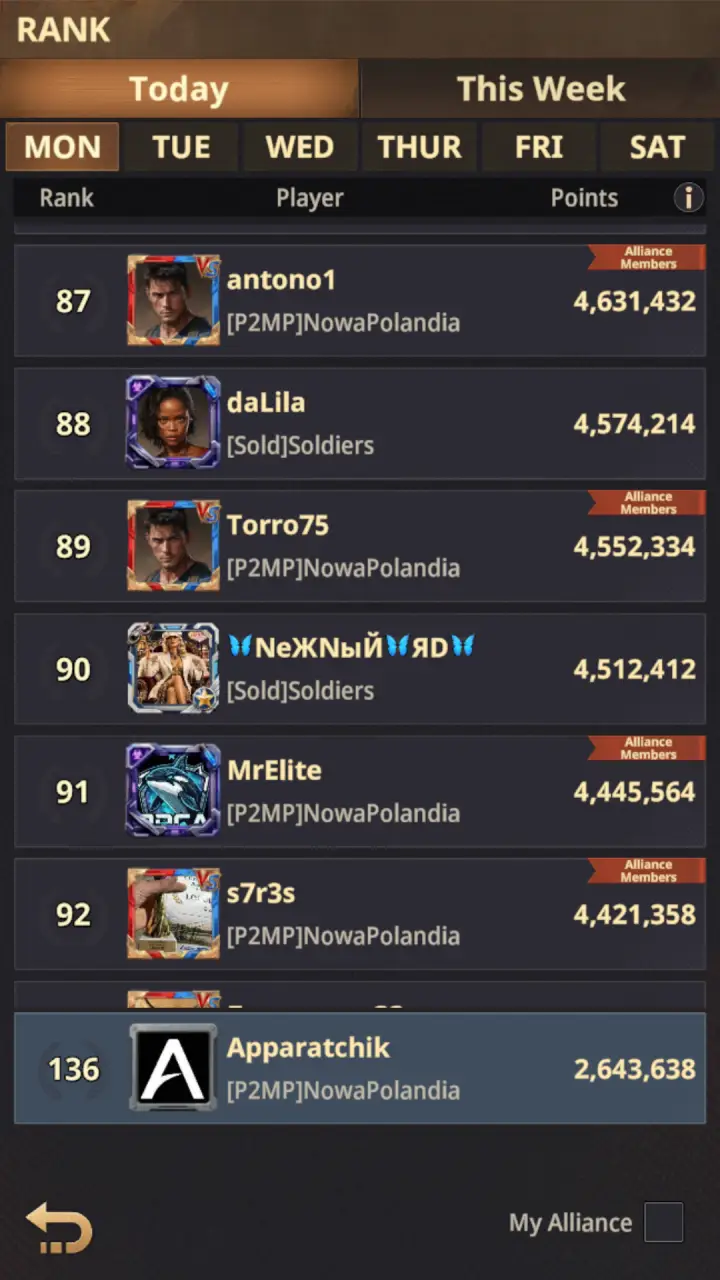 RANK
Today
This Week
MON
TUE
WED
THUR
FRI
SAT
Rank
Player
Points
87
antono1
[P2MP]NowaPolandia
Alliance
Members
4,631,432
88
daLila
[Sold]Soldiers
4,574,214
89
Torro75
[P2MP]NowaPolandia
Alliance
Members
4,552,334
90
🦋NeЖNыЙ🦋ЯD🦋
[Sold]Soldiers
4,512,412
91
MrElite
[P2MP]NowaPolandia
Alliance
Members
4,445,564
92
s7r3s
[P2MP]NowaPolandia
Alliance
Members
4,421,358
136
Apparatchik
[P2MP]NowaPolandia
2,643,638
My Alliance